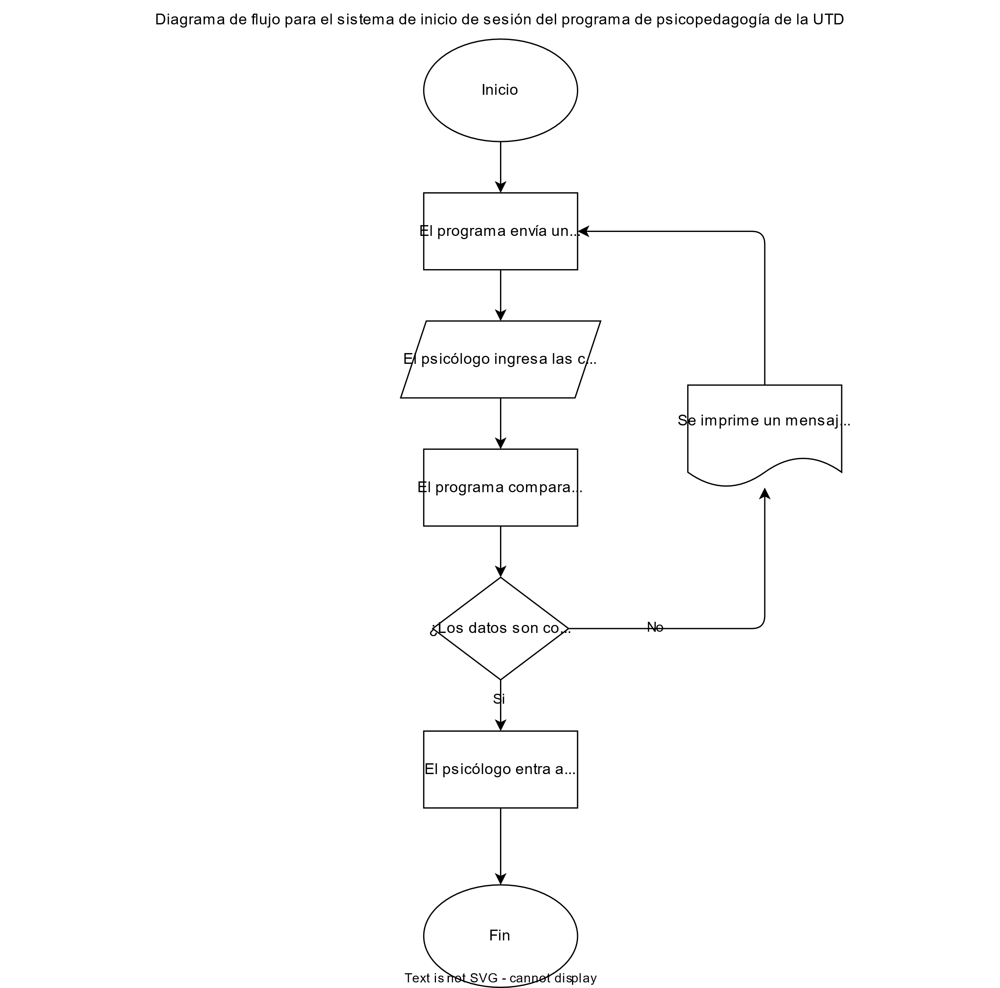 Diagrama de flujo para el sistema de inicio de sesión del programa de psicopedagogía de la UTD
Inicio
El programa envía un...
El psicólogo ingresa las c...
Se imprime un mensaj...
El programa compara...
¿Los datos son co...
No
Si
El psicólogo entra a...
Fin
Text is not SVG - cannot display